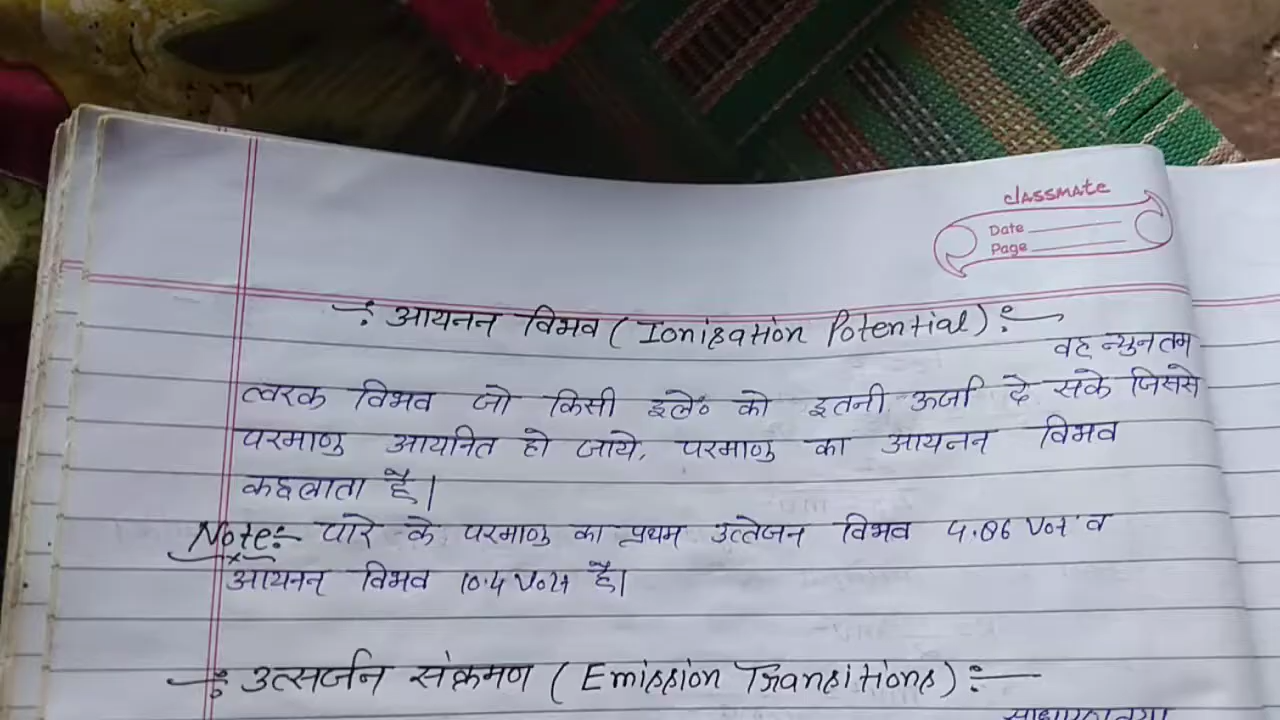 classmate
Date
Page
-: आयनन विभव ( Ionisation Potential ) :-
वह न्युनतम
त्वरक विभव जो किसी इले० को इतनी ऊर्जा दे सके जिससे
परमाणु आयनित हो जाये, परमाणु का आयनन विभव
कहलाता है।
Note:- पारे के परमाणु का प्रथम उत्तेजन विभव 4.86 Vot व
आयनन विभव 10.4 Volt है।
-: उत्सर्जन संक्रमण ( Emission Transitions ) :-